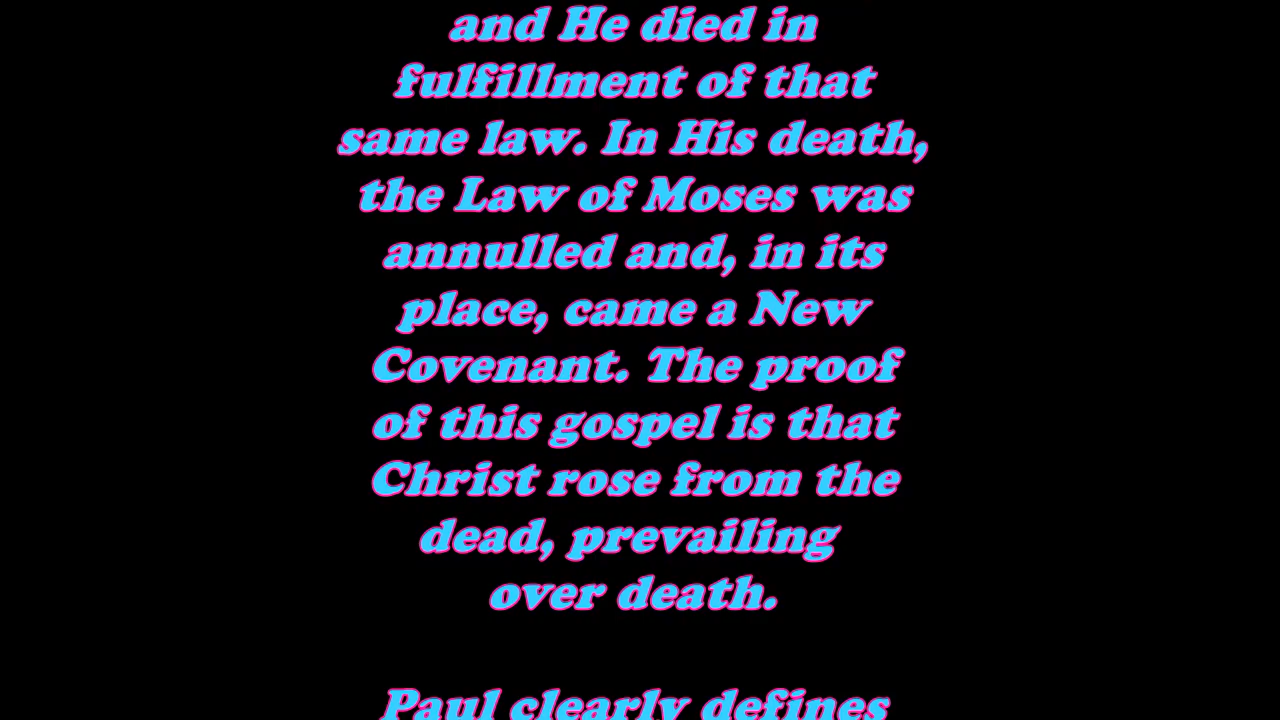 and He died in
fulfillment of that
same law. In His death,
the Law of Moses was
annulled and, in its
place, came a New
Covenant. The proof
of this gospel is that
Christ rose from the
dead, prevailing
over death.
Paul clearly defines